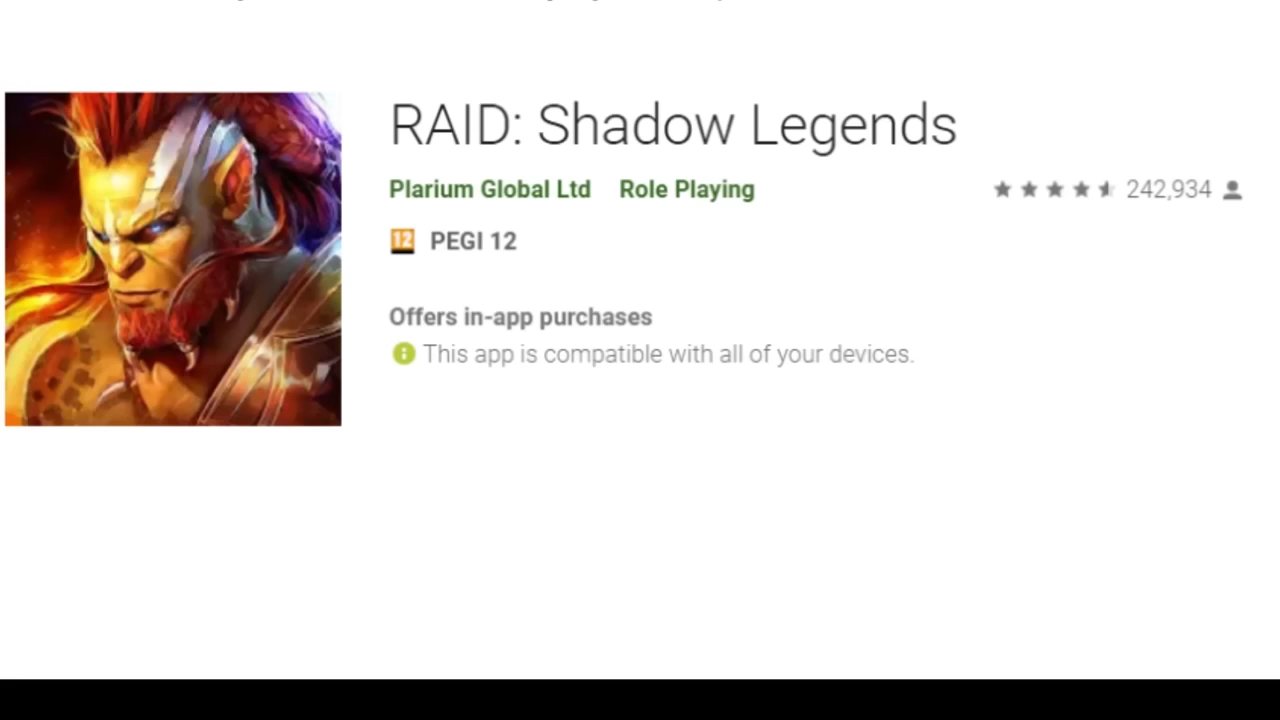 RAID: Shadow Legends
Plarium Global Ltd Role Playing 242,934
12 PEGI 12
Offers in-app purchases
This app is compatible with all of your devices.